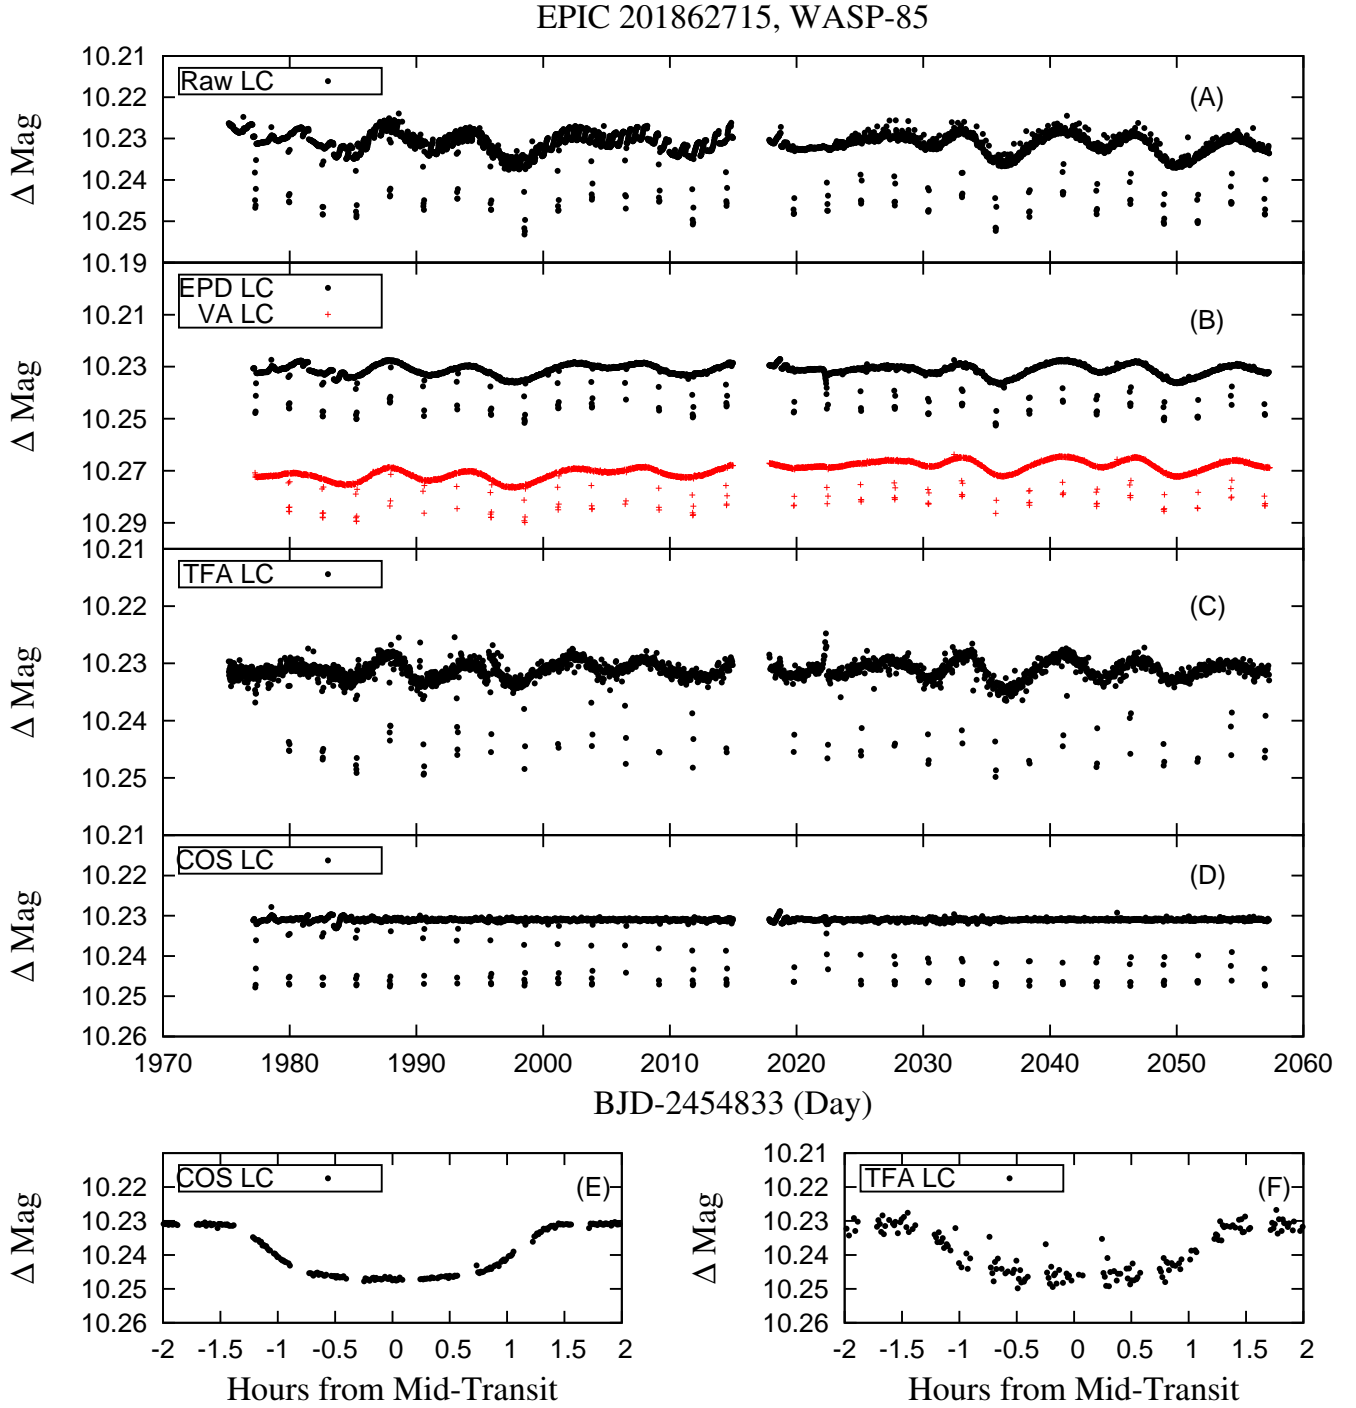 EPIC 201862715, WASP-85
10.21
10.22
10.23
10.24
10.25
Δ Mag
Raw LC
(A)
10.19
10.21
10.23
10.25
10.27
10.29
Δ Mag
EPD LC
VA LC
(B)
10.21
10.22
10.23
10.24
10.25
Δ Mag
TFA LC
(C)
10.21
10.22
10.23
10.24
10.25
10.26
Δ Mag
COS LC
(D)
1970 1980 1990 2000 2010 2020 2030 2040 2050 2060
BJD-2454833 (Day)
10.22
10.23
10.24
10.25
10.26
Δ Mag
COS LC
(E)
-2 -1.5 -1 -0.5 0 0.5 1 1.5 2
Hours from Mid-Transit
10.21
10.22
10.23
10.24
10.25
10.26
Δ Mag
TFA LC
(F)
-2 -1.5 -1 -0.5 0 0.5 1 1.5 2
Hours from Mid-Transit